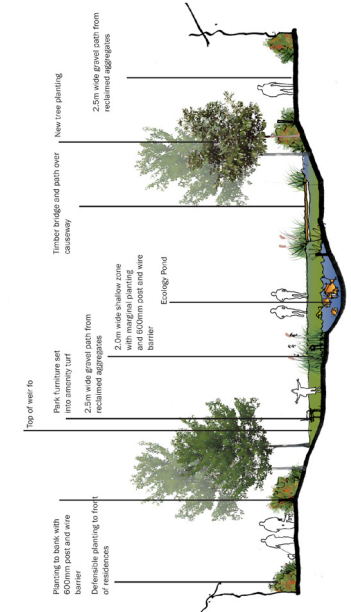 Planting to bank with
600mm post and wire
barrier
Defensible planting to front
of residences
Top of weir fo
Park furniture set
into amenity turf
2.5m wide gravel path from
reclaimed aggregates
2.0m wide shallow zone
with marginal planting
and 600mm post and wire
barrier
Ecology Pond
Timber bridge and path over
causeway
New tree planting
2.5m wide gravel path from
reclaimed aggregates